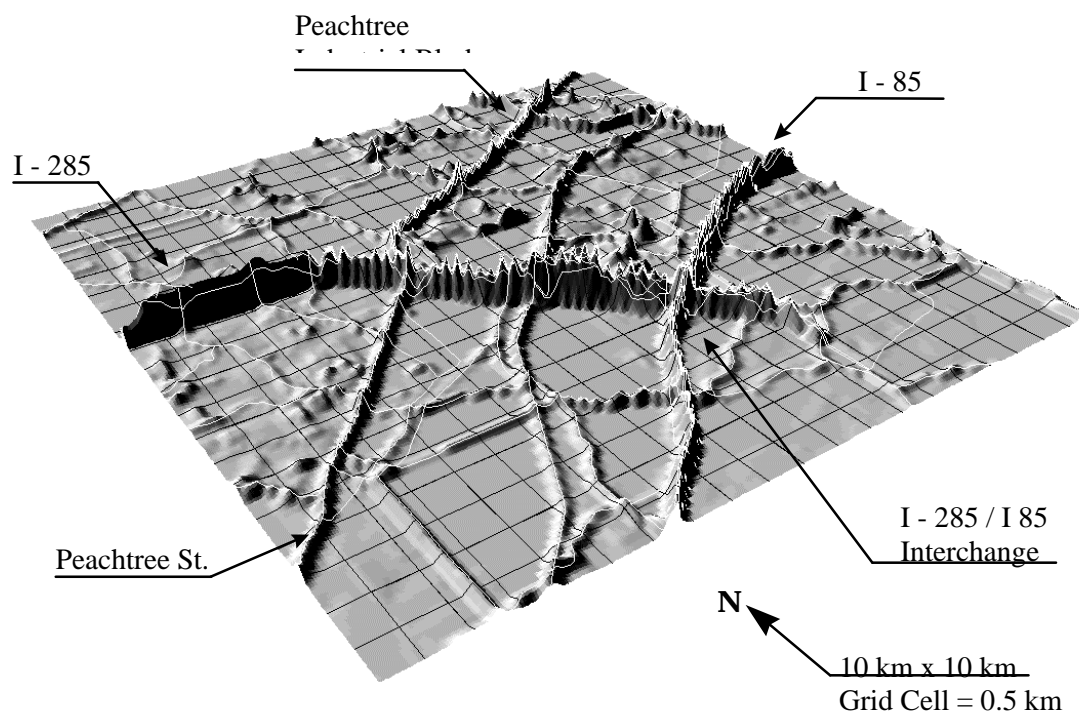 Peachtree
I - 85
I - 285
Peachtree St.
I - 285 / I 85
Interchange
N
10 km x 10 km
Grid Cell = 0.5 km